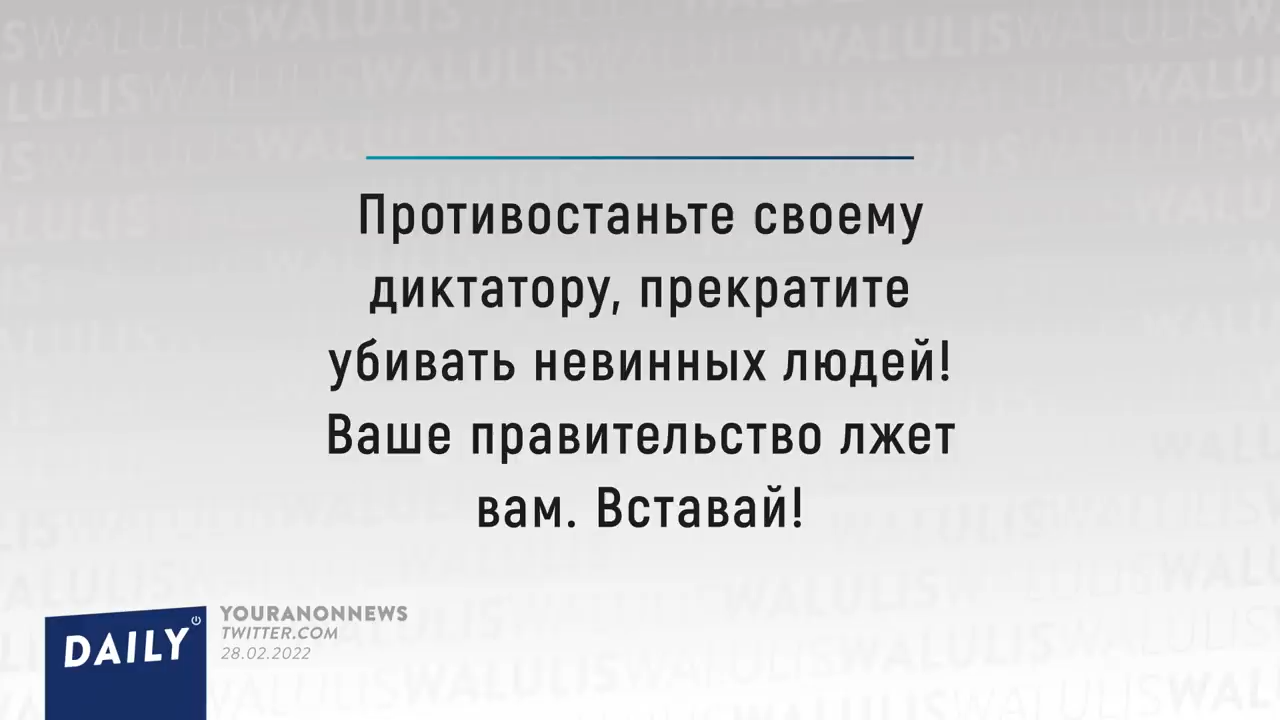 Противостаньте своему
диктатору, прекратите
убивать невинных людей!
Ваше правительство лжет
вам. Вставай!
DAILY
YOURANONNEWS
TWITTER.COM
28.02.2022